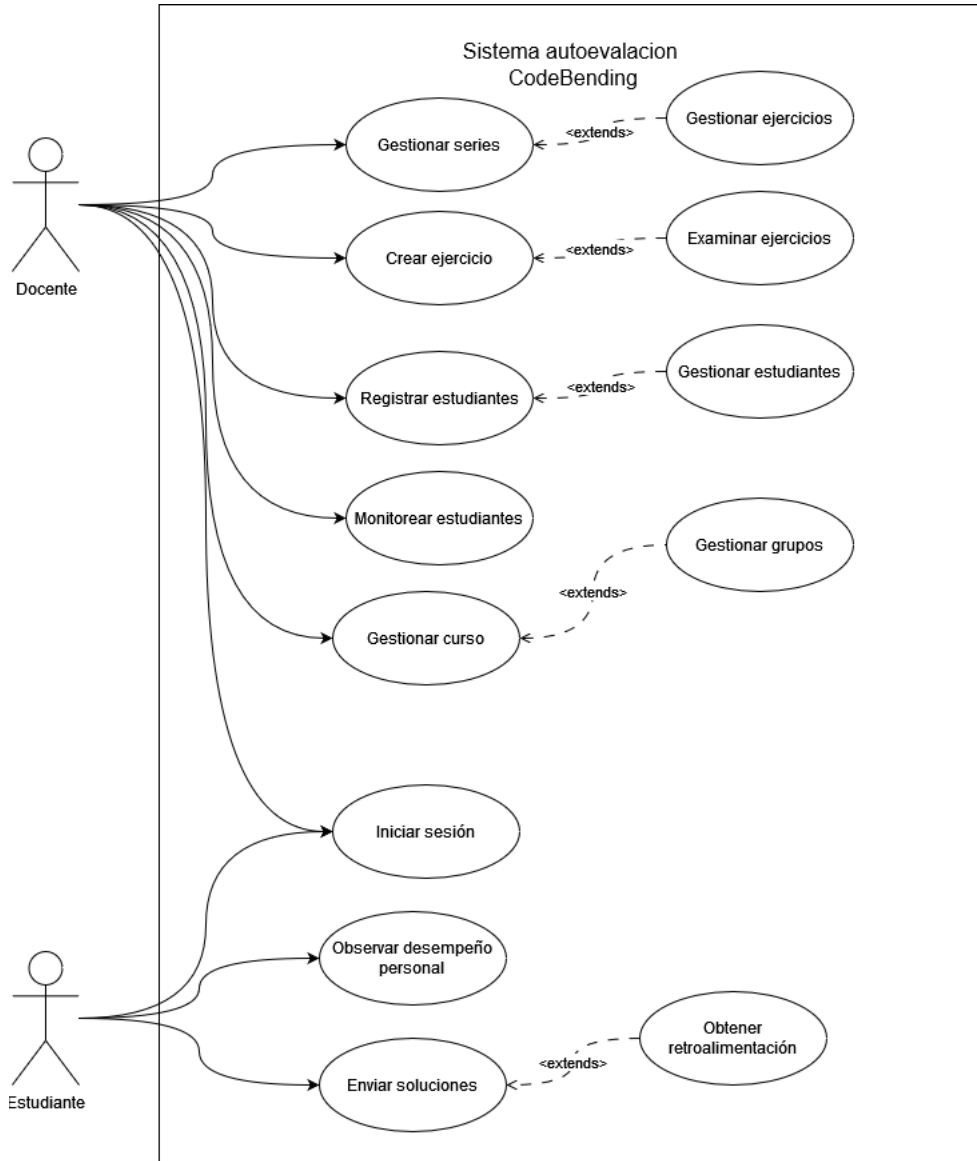 Sistema autoevalacion
CodeBending
Gestionar series
<extends>
Gestionar ejercicios
Docente
Crear ejercicio
<extends>
Examinar ejercicios
Registrar estudiantes
<extends>
Gestionar estudiantes
Monitorear estudiantes
Gestionar grupos
<extends>
Gestionar curso
Iniciar sesión
Observar desempeño
personal
Estudiante
Enviar soluciones
<extends>
Obtener
retroalimentación